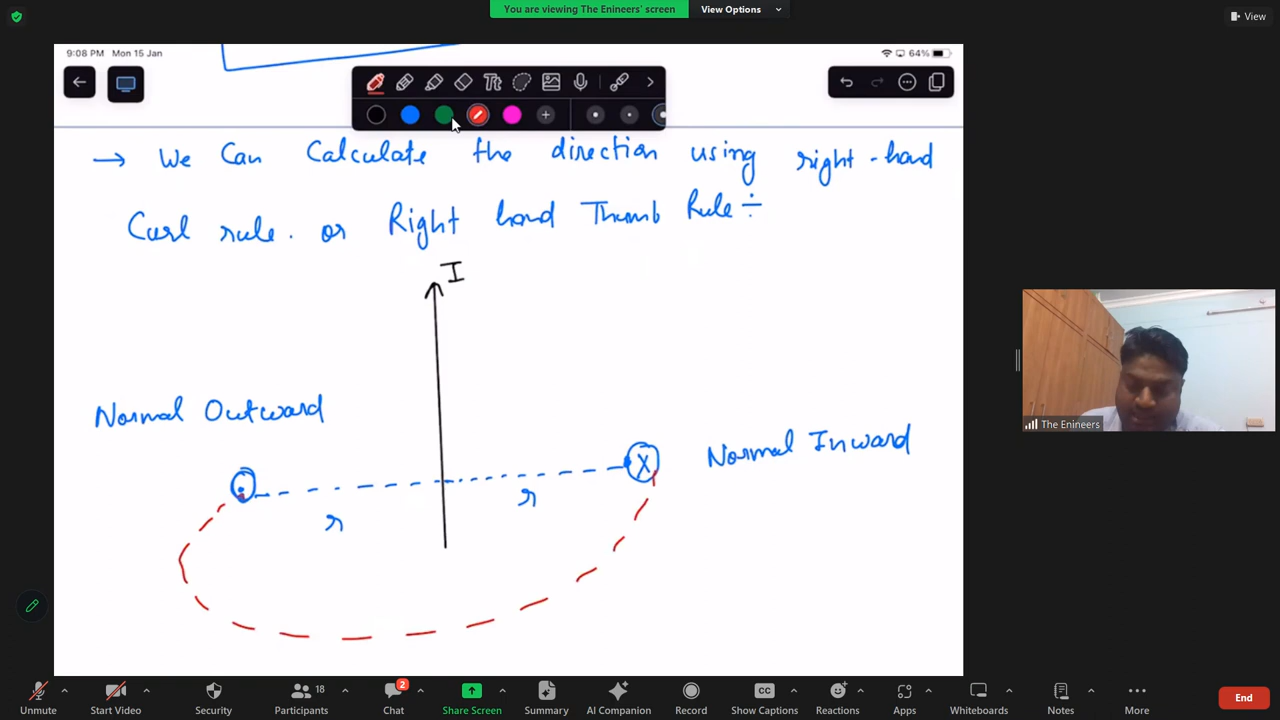 You are viewing The Enineers' screen
View Options
View
9:08 PM Mon 15 Jan
64%
→ We Can Calculate the direction using right-hand
Curl rule. or Right hand Thumb Rule ÷
I
Normal Outward
Normal Inward
X
r
r
The Enineers
Unmute
Start Video
Security
18
Participants
2
Chat
Share Screen
Summary
AI Companion
Record
CC
Show Captions
Reactions
Apps
Whiteboards
Notes
More
End